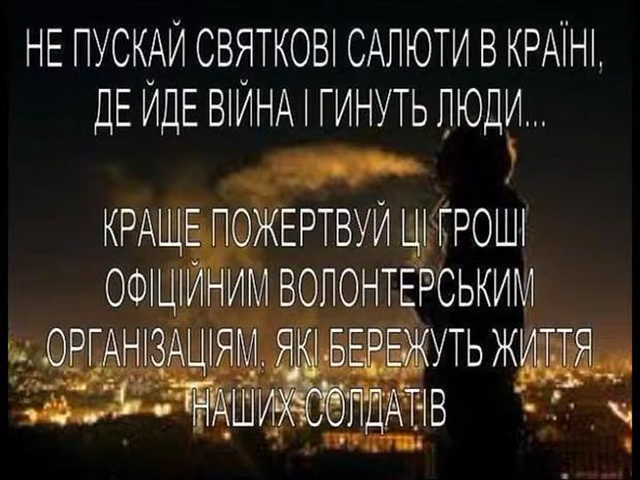 НЕ ПУСКАЙ СВЯТКОВІ САЛЮТИ В КРАЇНІ,
ДЕ ЙДЕ ВІЙНА І ГИНУТЬ ЛЮДИ...
КРАЩЕ ПОЖЕРТВУЙ ЦІ ГРОШІ
ОФІЦІЙНИМ ВОЛОНТЕРСЬКИМ
ОРГАНІЗАЦІЯМ, ЯКІ БЕРЕЖУТЬ ЖИТТЯ
НАШИХ СОЛДАТІВ